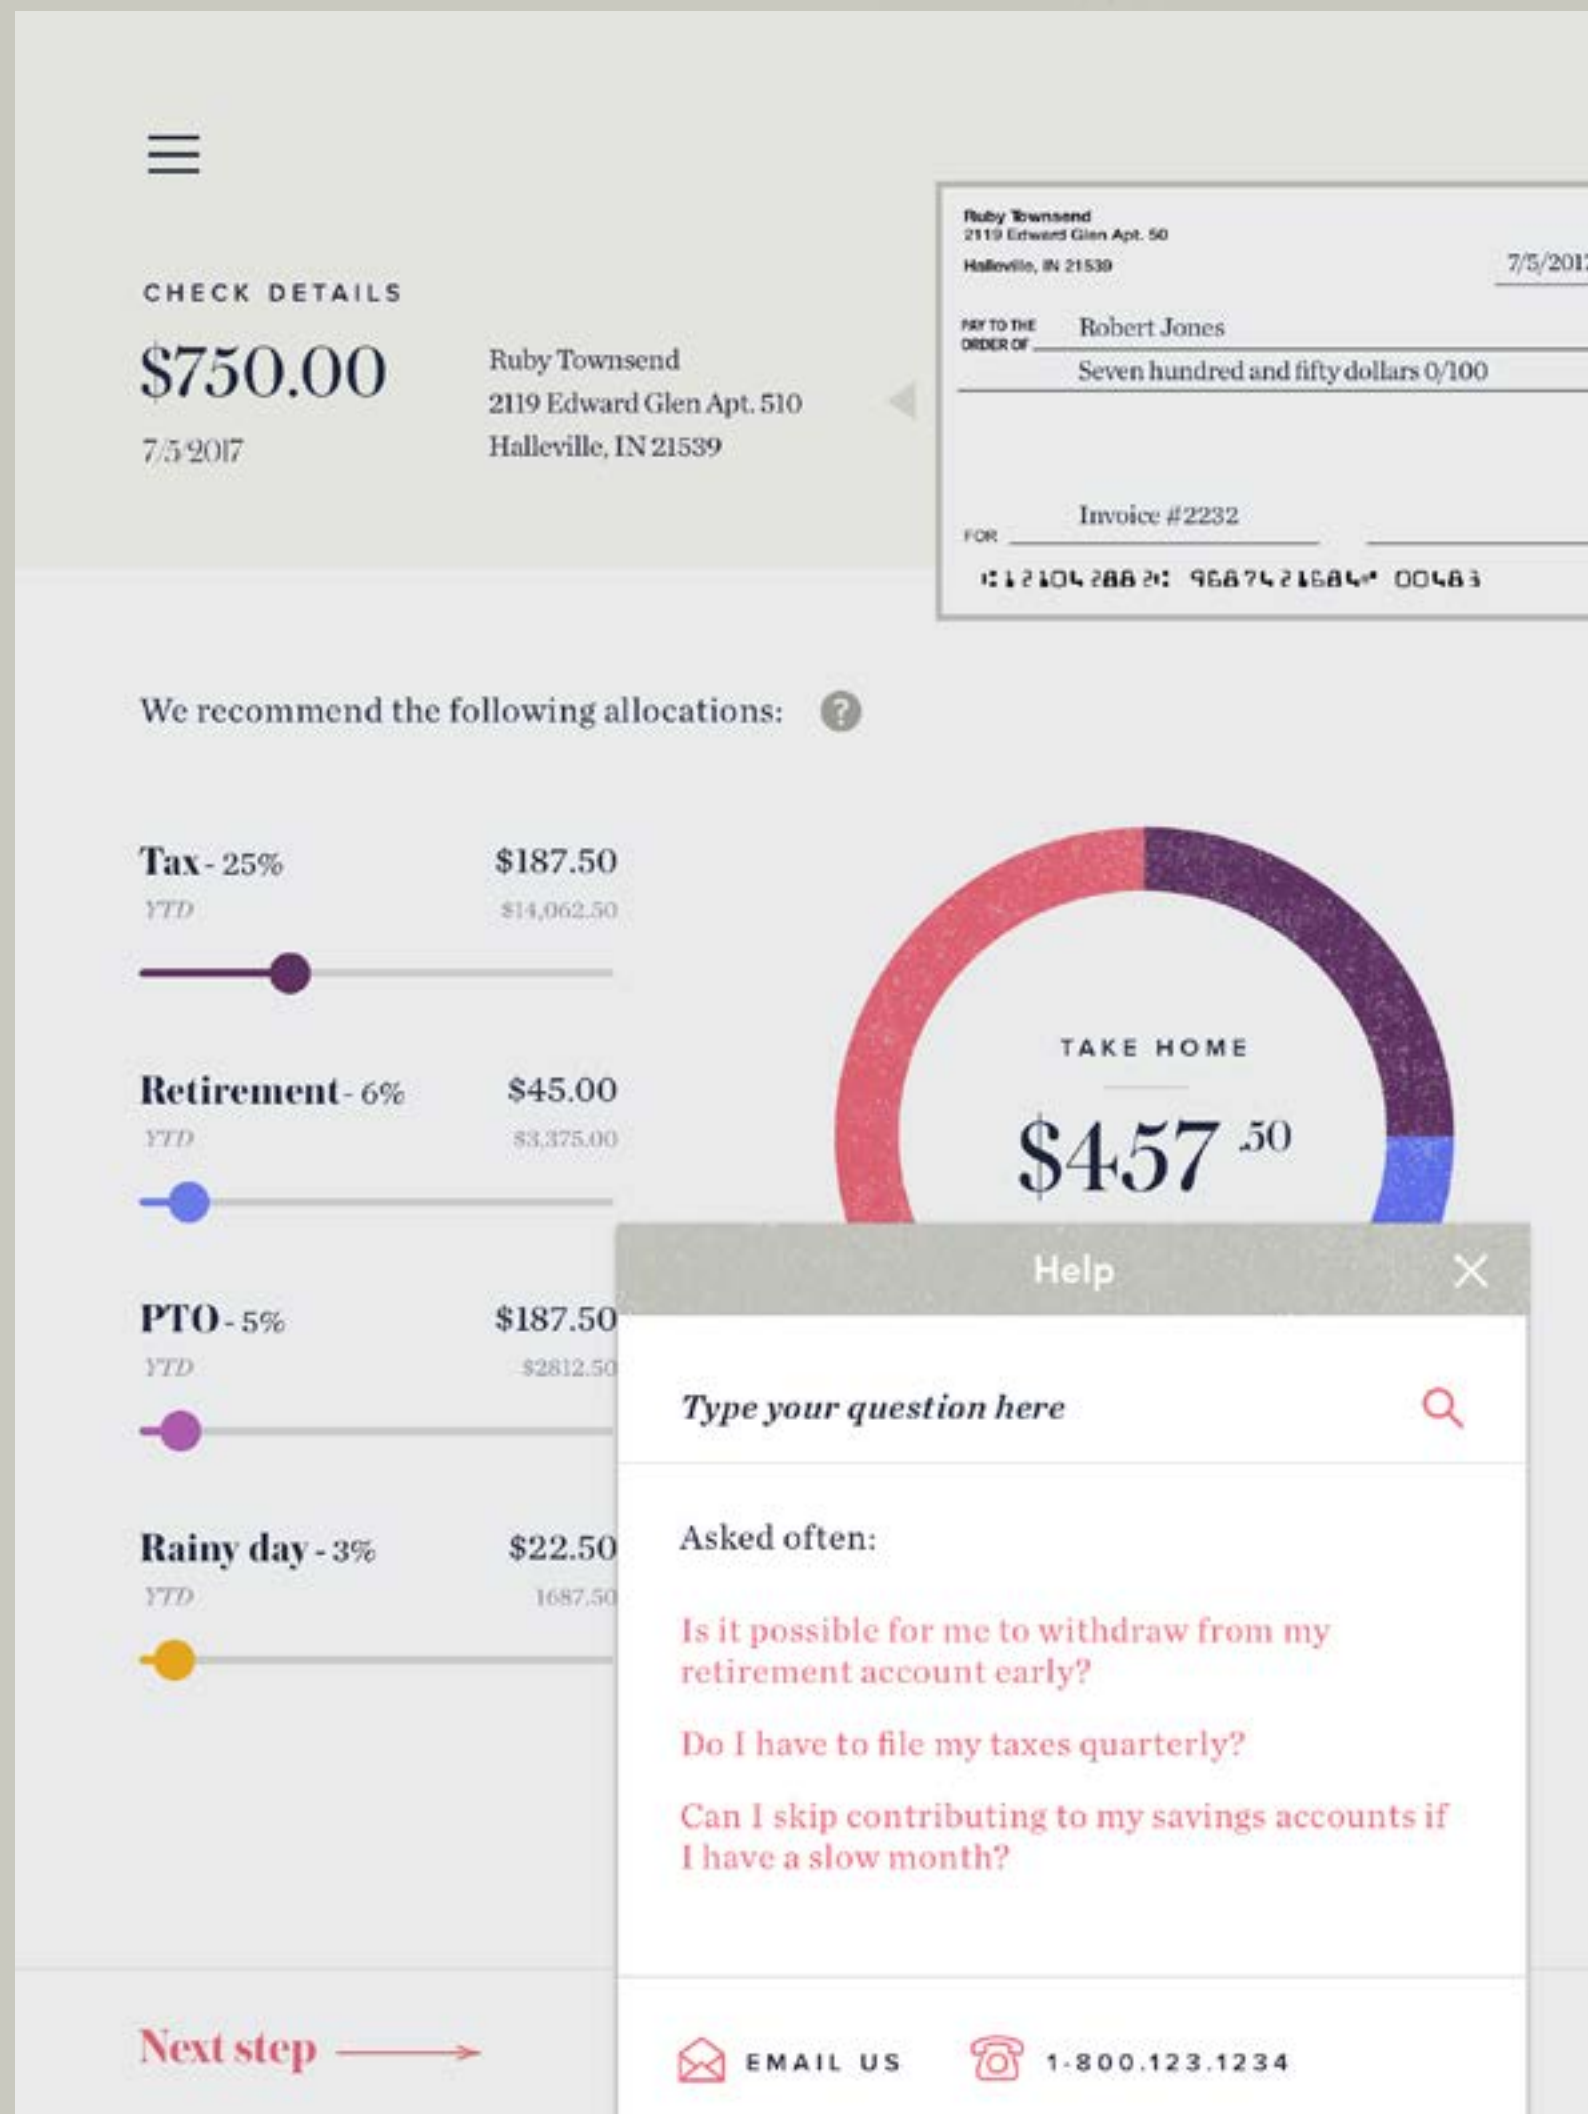 CHECK DETAILS
$750.00
7/5/2017
Ruby Townsend
2119 Edward Glen Apt. 510
Halleville, IN 21539
Ruby Townsend
2119 Edward Glen Apt. 50
Halleville, IN 21539
7/5/2017
PAY TO THE
ORDER OF
Robert Jones
Seven hundred and fifty dollars 0/100
FOR
Invoice #2232
⑆121042882⑆ 9687421684⑈ 00483
We recommend the following allocations: ?
Tax - 25% $187.50
YTD $14,062.50
Retirement - 6% $45.00
YTD $3,375.00
PTO - 5% $187.50
YTD $2812.50
Rainy day - 3% $22.50
YTD 1687.50
TAKE HOME
$457.50
Help
Type your question here
Asked often:
Is it possible for me to withdraw from my
retirement account early?
Do I have to file my taxes quarterly?
Can I skip contributing to my savings accounts if
I have a slow month?
Next step
EMAIL US 1-800.123.1234